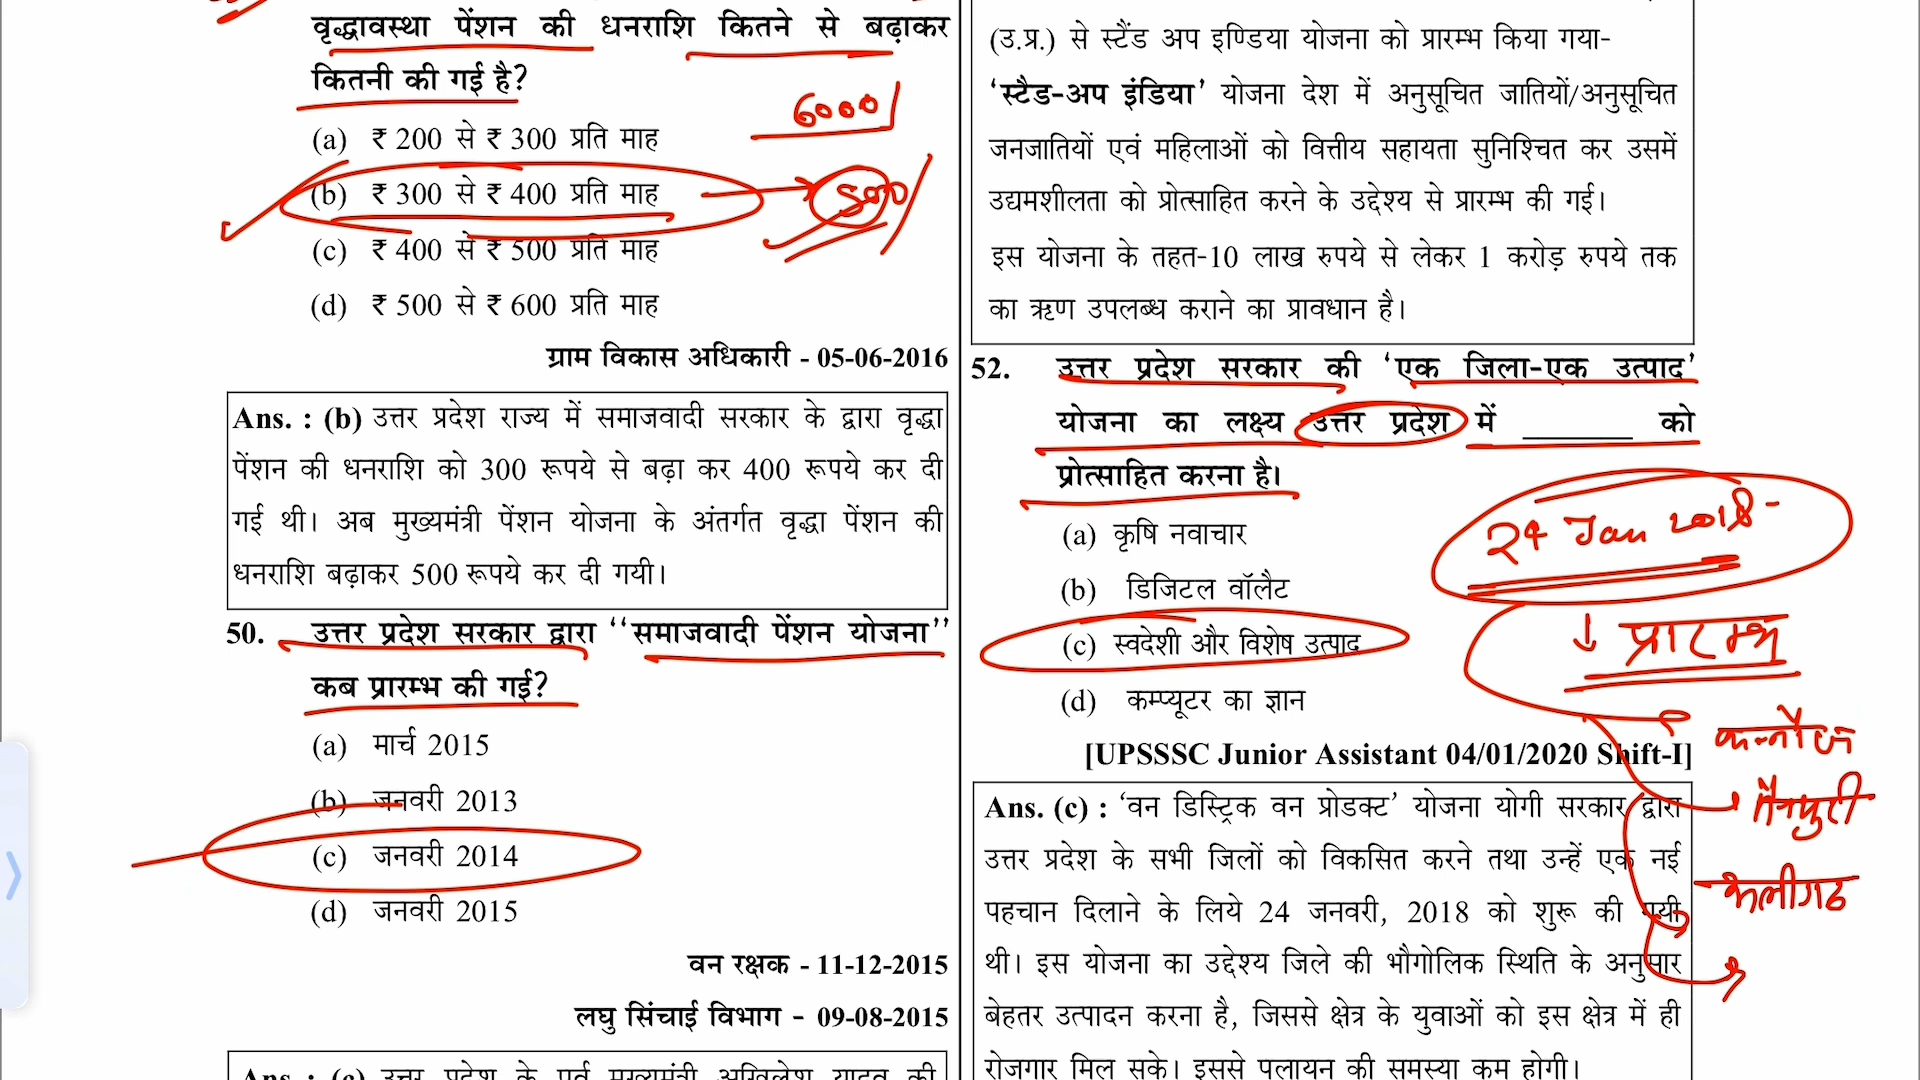 वृद्धावस्था पेंशन की धनराशि कितने से बढ़ाकर
कितनी की गई है?
6000
(a) ₹ 200 से ₹ 300 प्रति माह
(b) ₹ 300 से ₹ 400 प्रति माह
500
(c) ₹ 400 से ₹ 500 प्रति माह
(d) ₹ 500 से ₹ 600 प्रति माह
ग्राम विकास अधिकारी - 05-06-2016
Ans. : (b) उत्तर प्रदेश राज्य में समाजवादी सरकार के द्वारा वृद्धा
पेंशन की धनराशि को 300 रूपये से बढ़ा कर 400 रूपये कर दी
गई थी। अब मुख्यमंत्री पेंशन योजना के अंतर्गत वृद्धा पेंशन की
धनराशि बढ़ाकर 500 रूपये कर दी गयी।
50. उत्तर प्रदेश सरकार द्वारा ‘‘समाजवादी पेंशन योजना’’
कब प्रारम्भ की गई?
(a) मार्च 2015
(b) जनवरी 2013
(c) जनवरी 2014
(d) जनवरी 2015
वन रक्षक - 11-12-2015
लघु सिंचाई विभाग - 09-08-2015
Ans. : (c) उत्तर प्रदेश के पूर्व मुख्यमंत्री अखिलेश यादव की
(उ.प्र.) से स्टैंड अप इण्डिया योजना को प्रारम्भ किया गया-
‘स्टैड-अप इंडिया’ योजना देश में अनुसूचित जातियों/अनुसूचित
जनजातियों एवं महिलाओं को वित्तीय सहायता सुनिश्चित कर उसमें
उद्यमशीलता को प्रोत्साहित करने के उद्देश्य से प्रारम्भ की गई।
इस योजना के तहत-10 लाख रुपये से लेकर 1 करोड़ रुपये तक
का ऋण उपलब्ध कराने का प्रावधान है।
52. उत्तर प्रदेश सरकार की ‘एक जिला-एक उत्पाद’
योजना का लक्ष्य उत्तर प्रदेश में _______ को
प्रोत्साहित करना है।
24 Jan 2018
(a) कृषि नवाचार
(b) डिजिटल वॉलैट
(c) स्वदेशी और विशेष उत्पाद
प्रारम्भ
(d) कम्प्यूटर का ज्ञान
कन्नौज
[UPSSSC Junior Assistant 04/01/2020 Shift-I]
मैनपुरी
अलीगढ
Ans. (c) : ‘वन डिस्ट्रिक वन प्रोडक्ट’ योजना योगी सरकार द्वारा
उत्तर प्रदेश के सभी जिलों को विकसित करने तथा उन्हें एक नई
पहचान दिलाने के लिये 24 जनवरी, 2018 को शुरू की गयी
थी। इस योजना का उद्देश्य जिले की भौगोलिक स्थिति के अनुसार
बेहतर उत्पादन करना है, जिससे क्षेत्र के युवाओं को इस क्षेत्र में ही
रोजगार मिल सके। इससे पलायन की समस्या कम होगी।